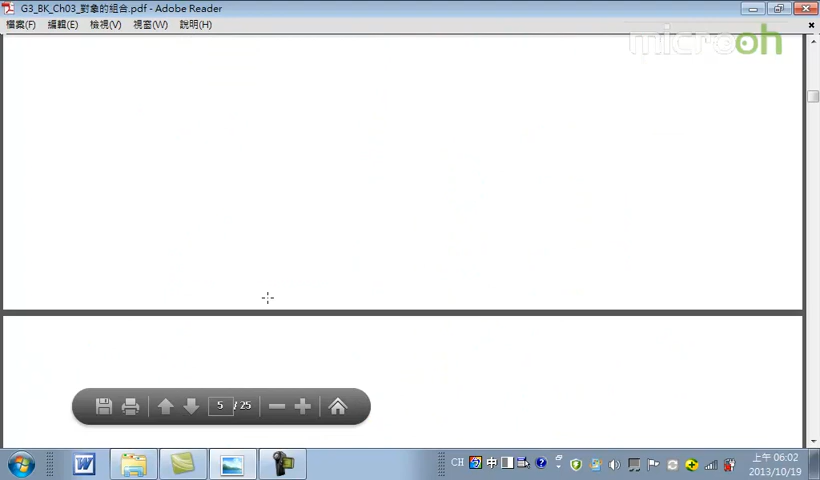 G3_BK_Ch03_對象的組合.pdf - Adobe Reader
檔案(F) 編輯(E) 檢視(V) 視窗(W) 說明(H)
microoh
5 / 25
CH 中
上午 06:02
2013/10/19